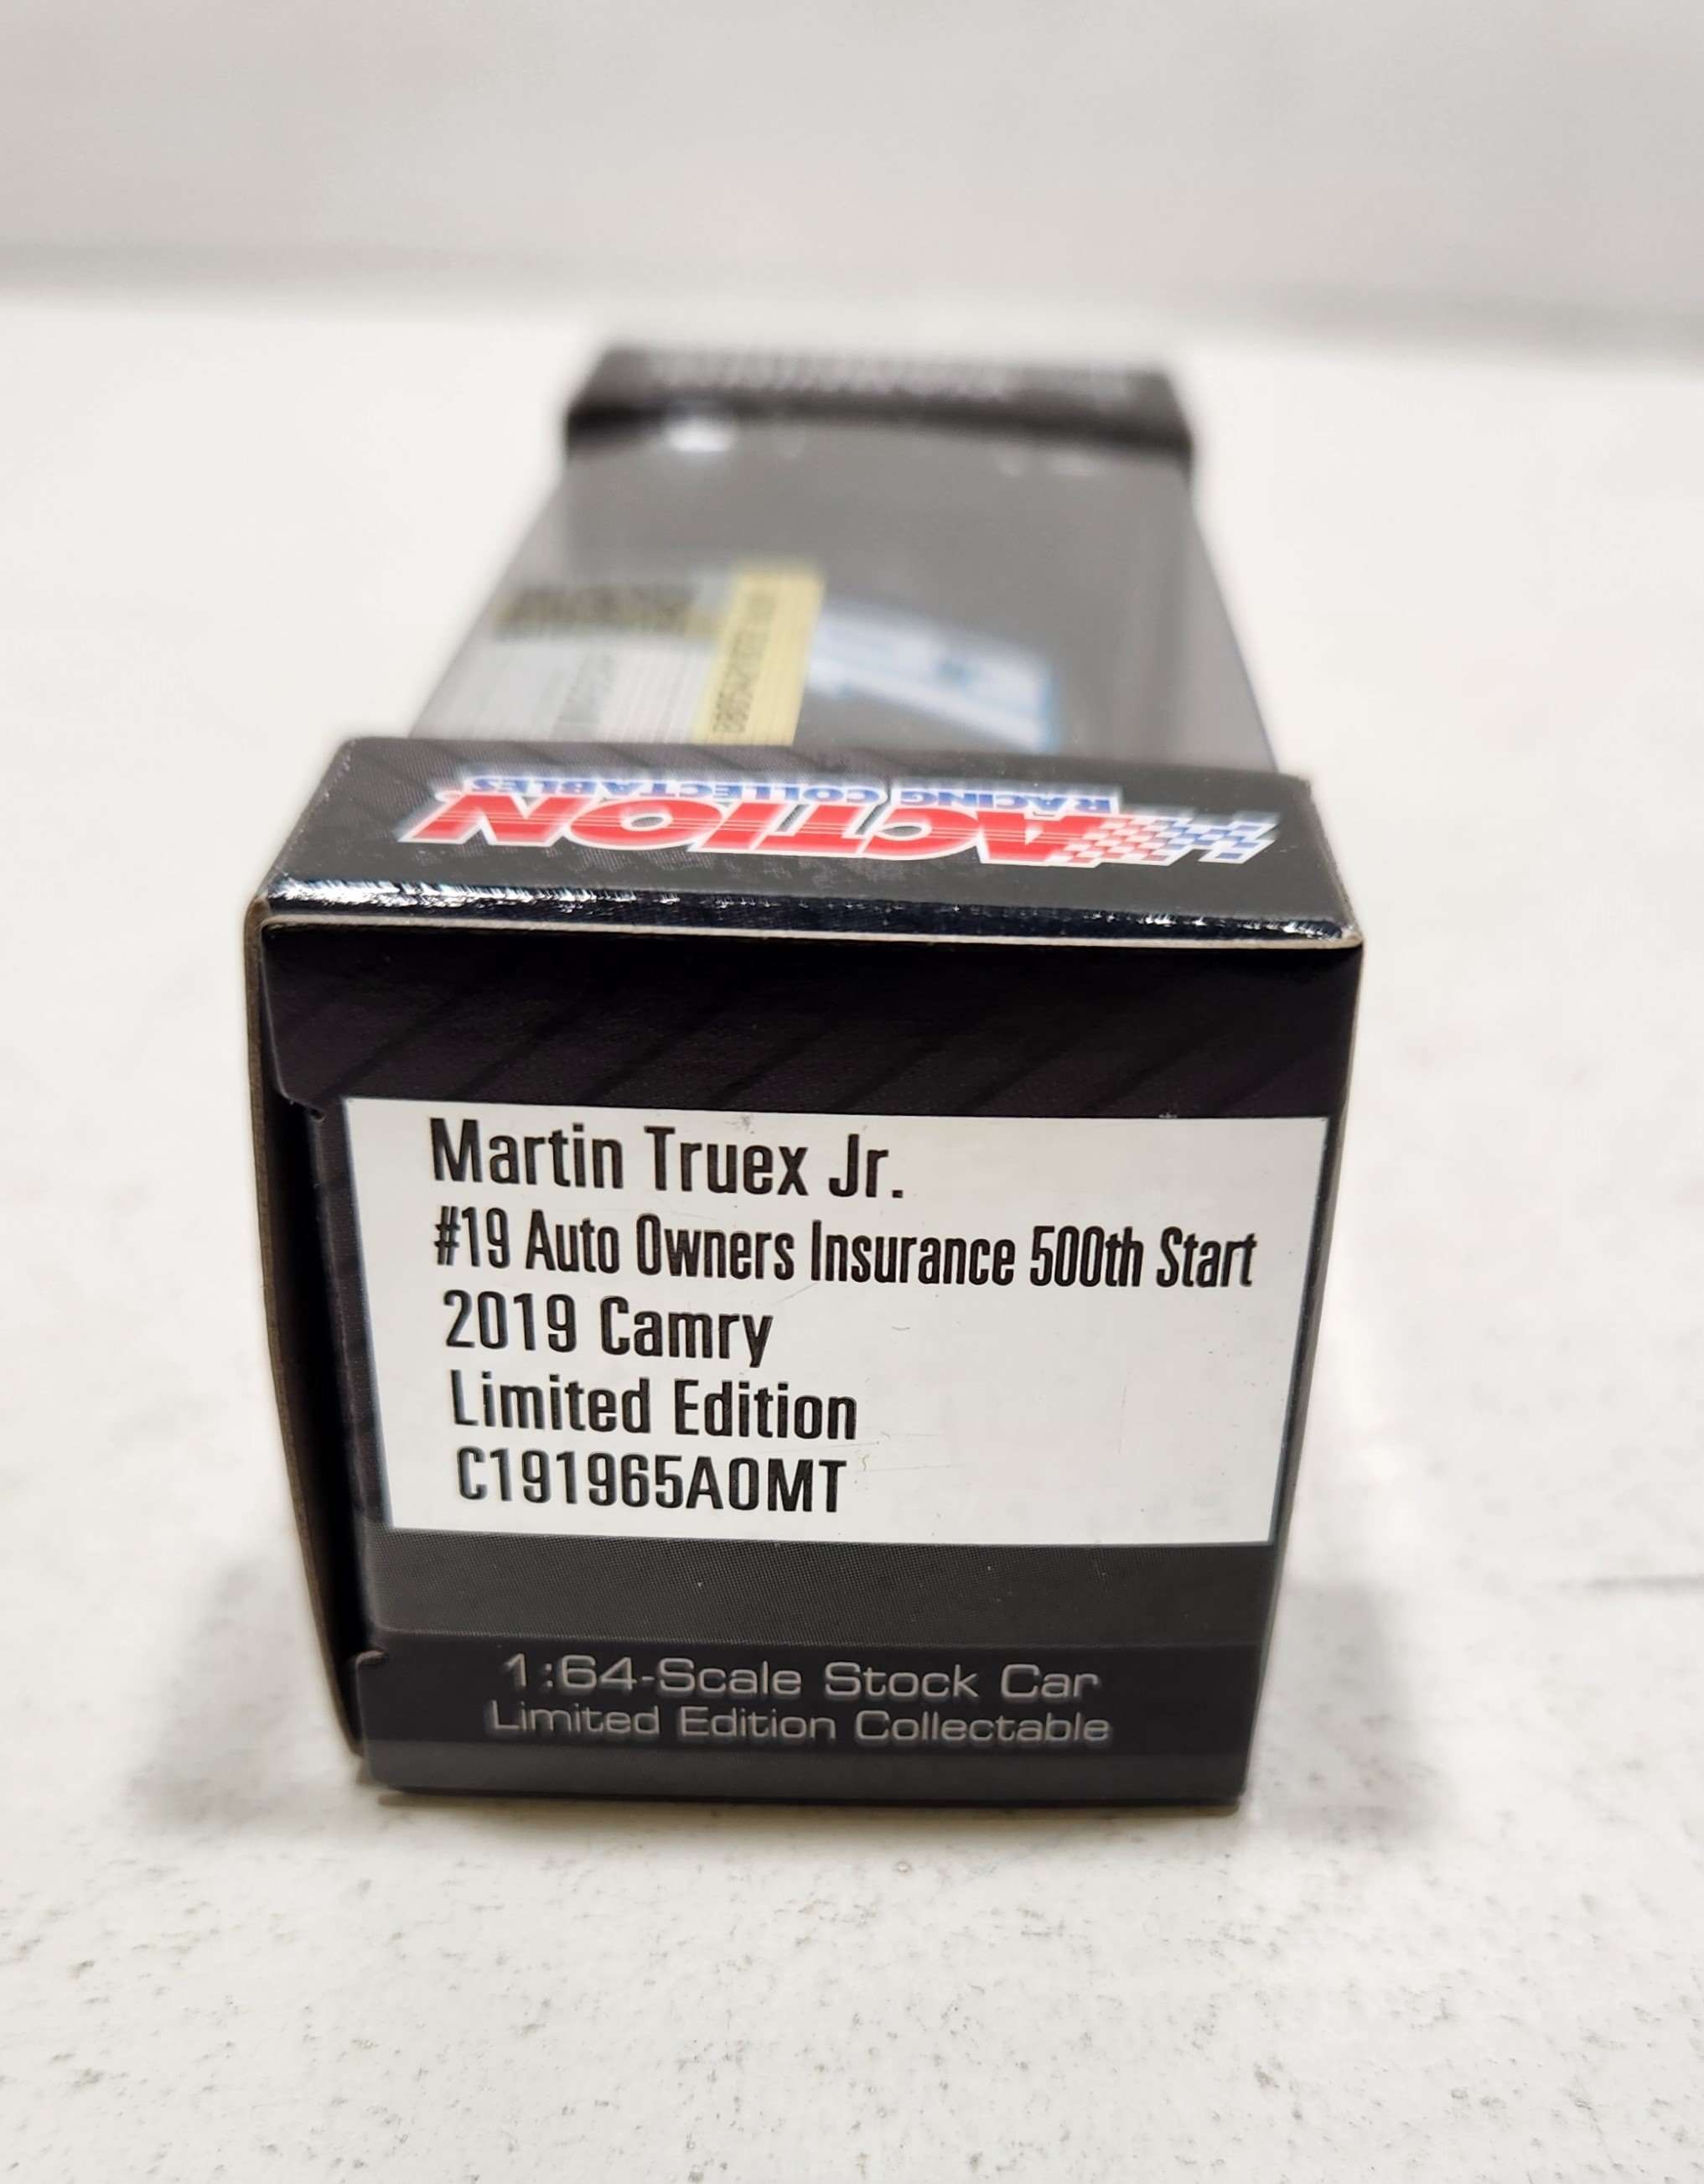 ACTION
RACING COLLECTABLES
Martin Truex Jr.
#19 Auto Owners Insurance 500th Start
2019 Camry
Limited Edition
C191965AOMT
1:64-Scale Stock Car
Limited Edition Collectable